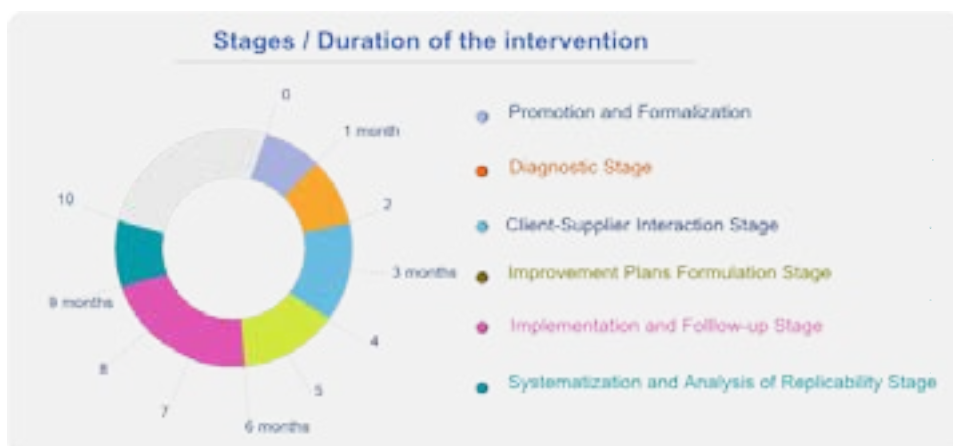 Stages / Duration of the intervention
0
1 month
2
3 months
4
5
6 months
7
8
9 months
10
Promotion and Formalization
Diagnostic Stage
Client-Supplier Interaction Stage
Improvement Plans Formulation Stage
Implementation and Folllow-up Stage
Systematization and Analysis of Replicability Stage